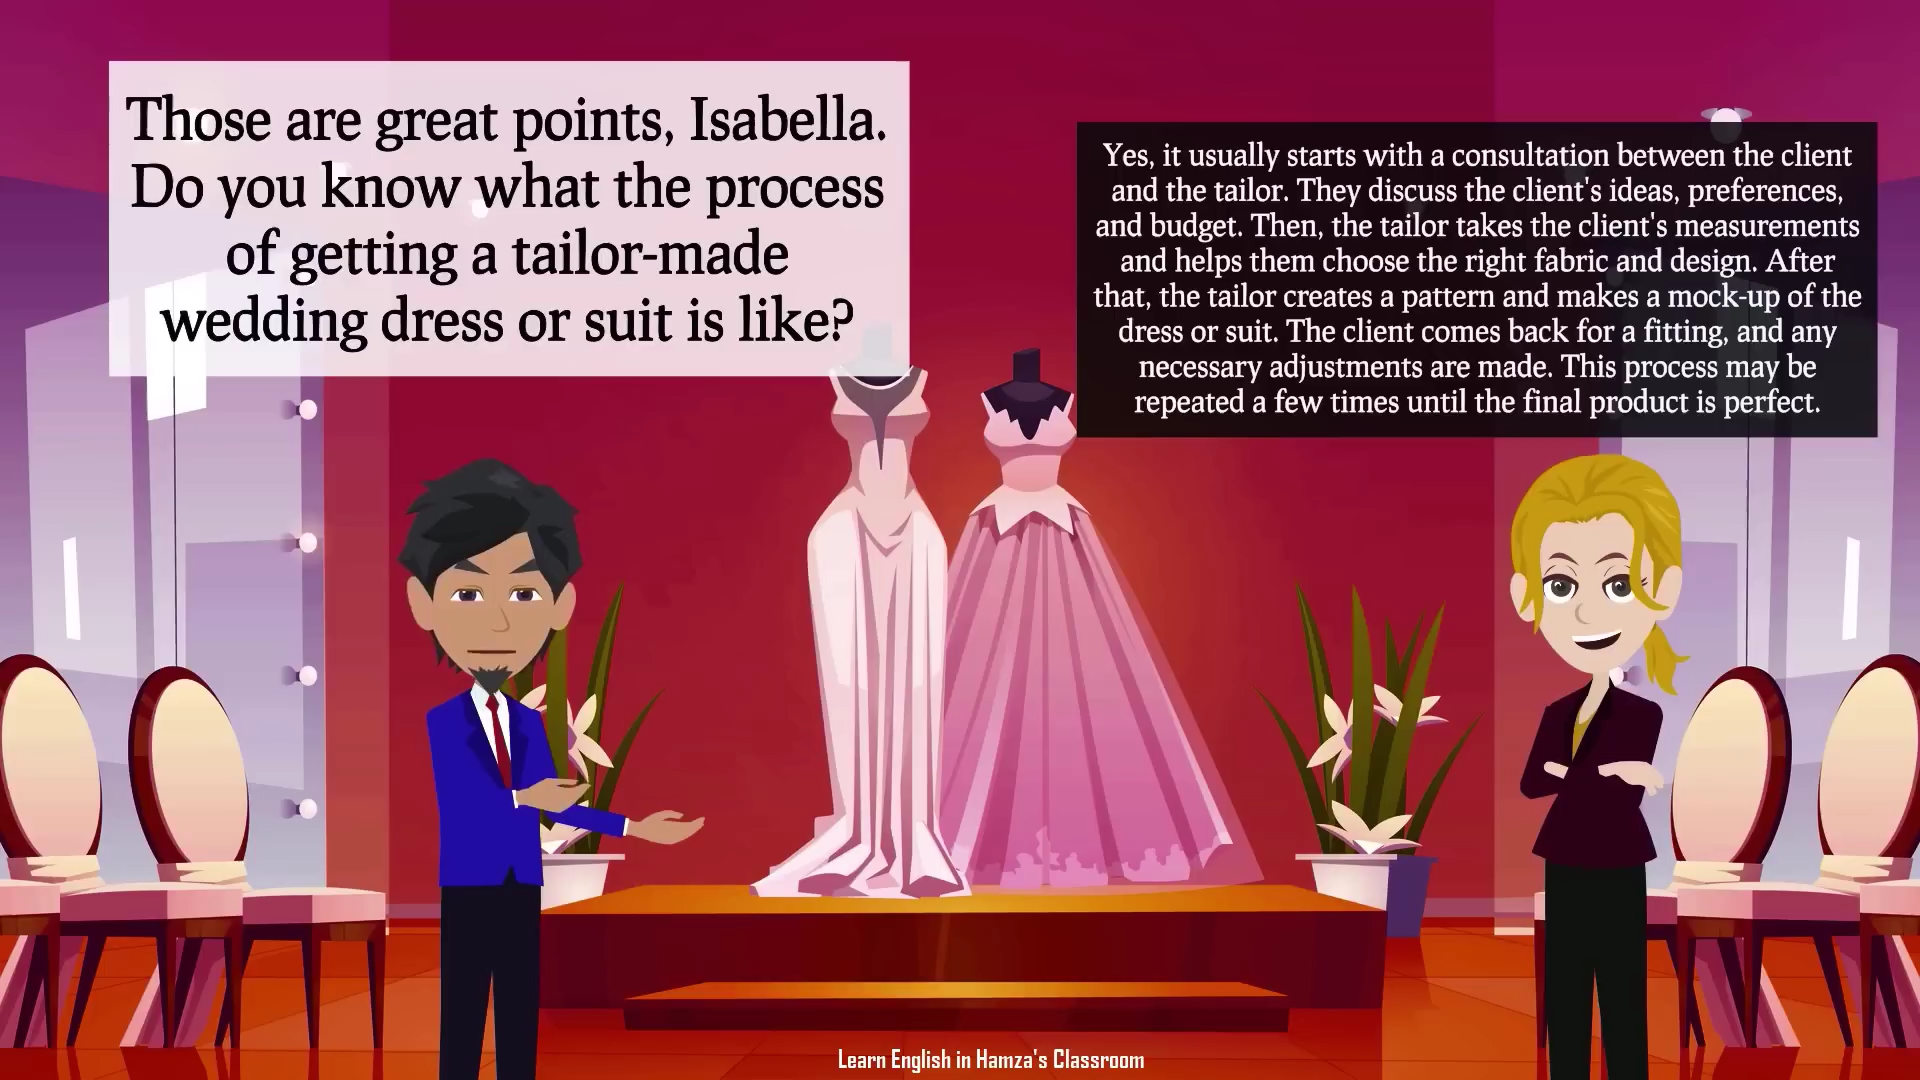 Those are great points, Isabella.
Do you know what the process
of getting a tailor-made
wedding dress or suit is like?
Yes, it usually starts with a consultation between the client
and the tailor. They discuss the client's ideas, preferences,
and budget. Then, the tailor takes the client's measurements
and helps them choose the right fabric and design. After
that, the tailor creates a pattern and makes a mock-up of the
dress or suit. The client comes back for a fitting, and any
necessary adjustments are made. This process may be
repeated a few times until the final product is perfect.
Learn English in Hamza's Classroom